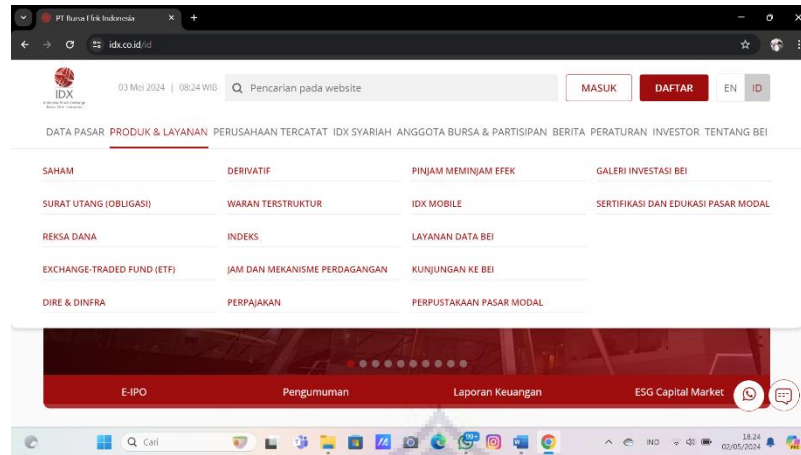 PT Bursa Efek Indonesia
idx.co.id/id
IDX
03 Mei 2024 | 08:24 WIB
Pencarian pada website
MASUK
DAFTAR
EN ID
DATA PASAR PRODUK & LAYANAN PERUSAHAAN TERCATAT IDX SYARIAH ANGGOTA BURSA & PARTISIPAN BERITA PERATURAN INVESTOR TENTANG BEI
SAHAM DERIVATIF PINJAM MEMINJAM EFEK GALERI INVESTASI BEI
SURAT UTANG (OBLIGASI) WARAN TERSTRUKTUR IDX MOBILE SERTIFIKASI DAN EDUKASI PASAR MODAL
REKSA DANA INDEKS LAYANAN DATA BEI
EXCHANGE-TRADED FUND (ETF) JAM DAN MEKANISME PERDAGANGAN KUNJUNGAN KE BEI
DIRE & DINFRA PERPAJAKAN PERPUSTAKAAN PASAR MODAL
E-IPO Pengumuman Laporan Keuangan ESG Capital Market
Cari
99+
IND
18.24
02/05/2024